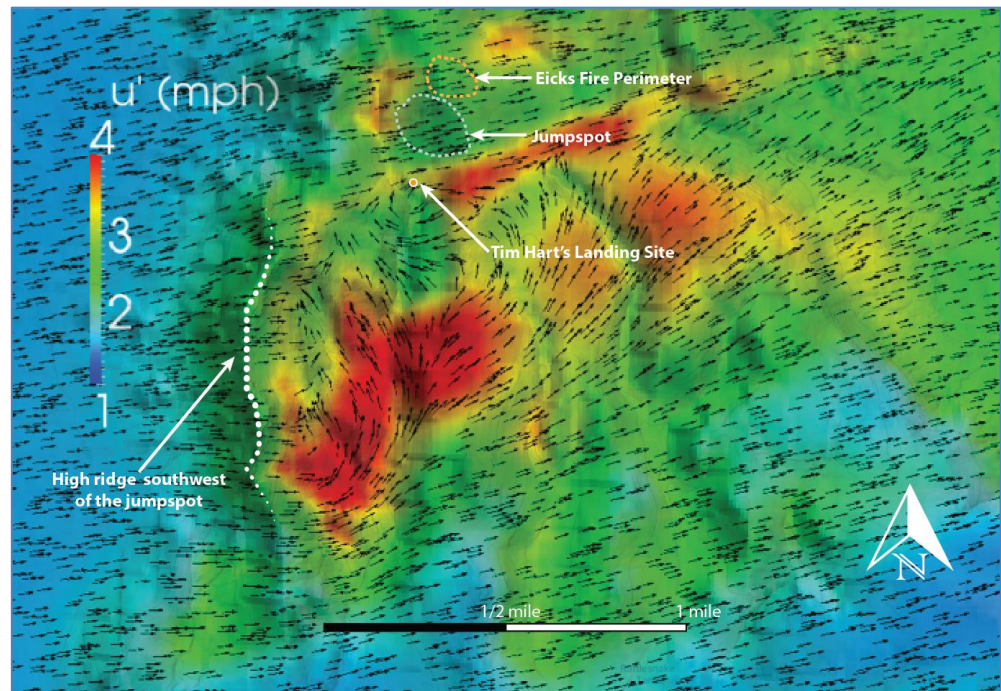 Eicks Fire Perimeter
u' (mph)
4
Jumpspot
3
Tim Hart's Landing Site
2
1
High ridge southwest
of the jumpspot
N
1/2 mile
1 mile